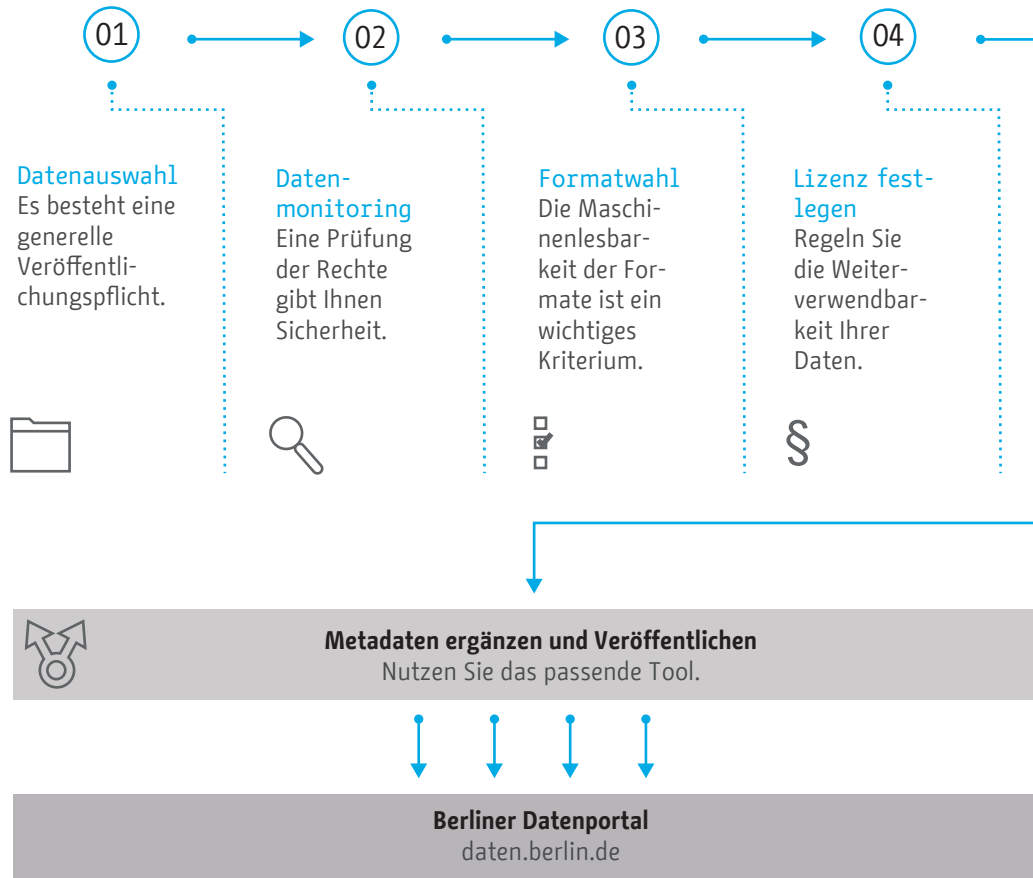 01
02
03
04
Datenauswahl
Es besteht eine
generelle
Veröffentli-
chungspflicht.
Daten-
monitoring
Eine Prüfung
der Rechte
gibt Ihnen
Sicherheit.
Formatwahl
Die Maschi-
nenlesbar-
keit der For-
mate ist ein
wichtiges
Kriterium.
Lizenz fest-
legen
Regeln Sie
die Weiter-
verwendbar-
keit Ihrer
Daten.
§
Metadaten ergänzen und Veröffentlichen
Nutzen Sie das passende Tool.
Berliner Datenportal
daten.berlin.de